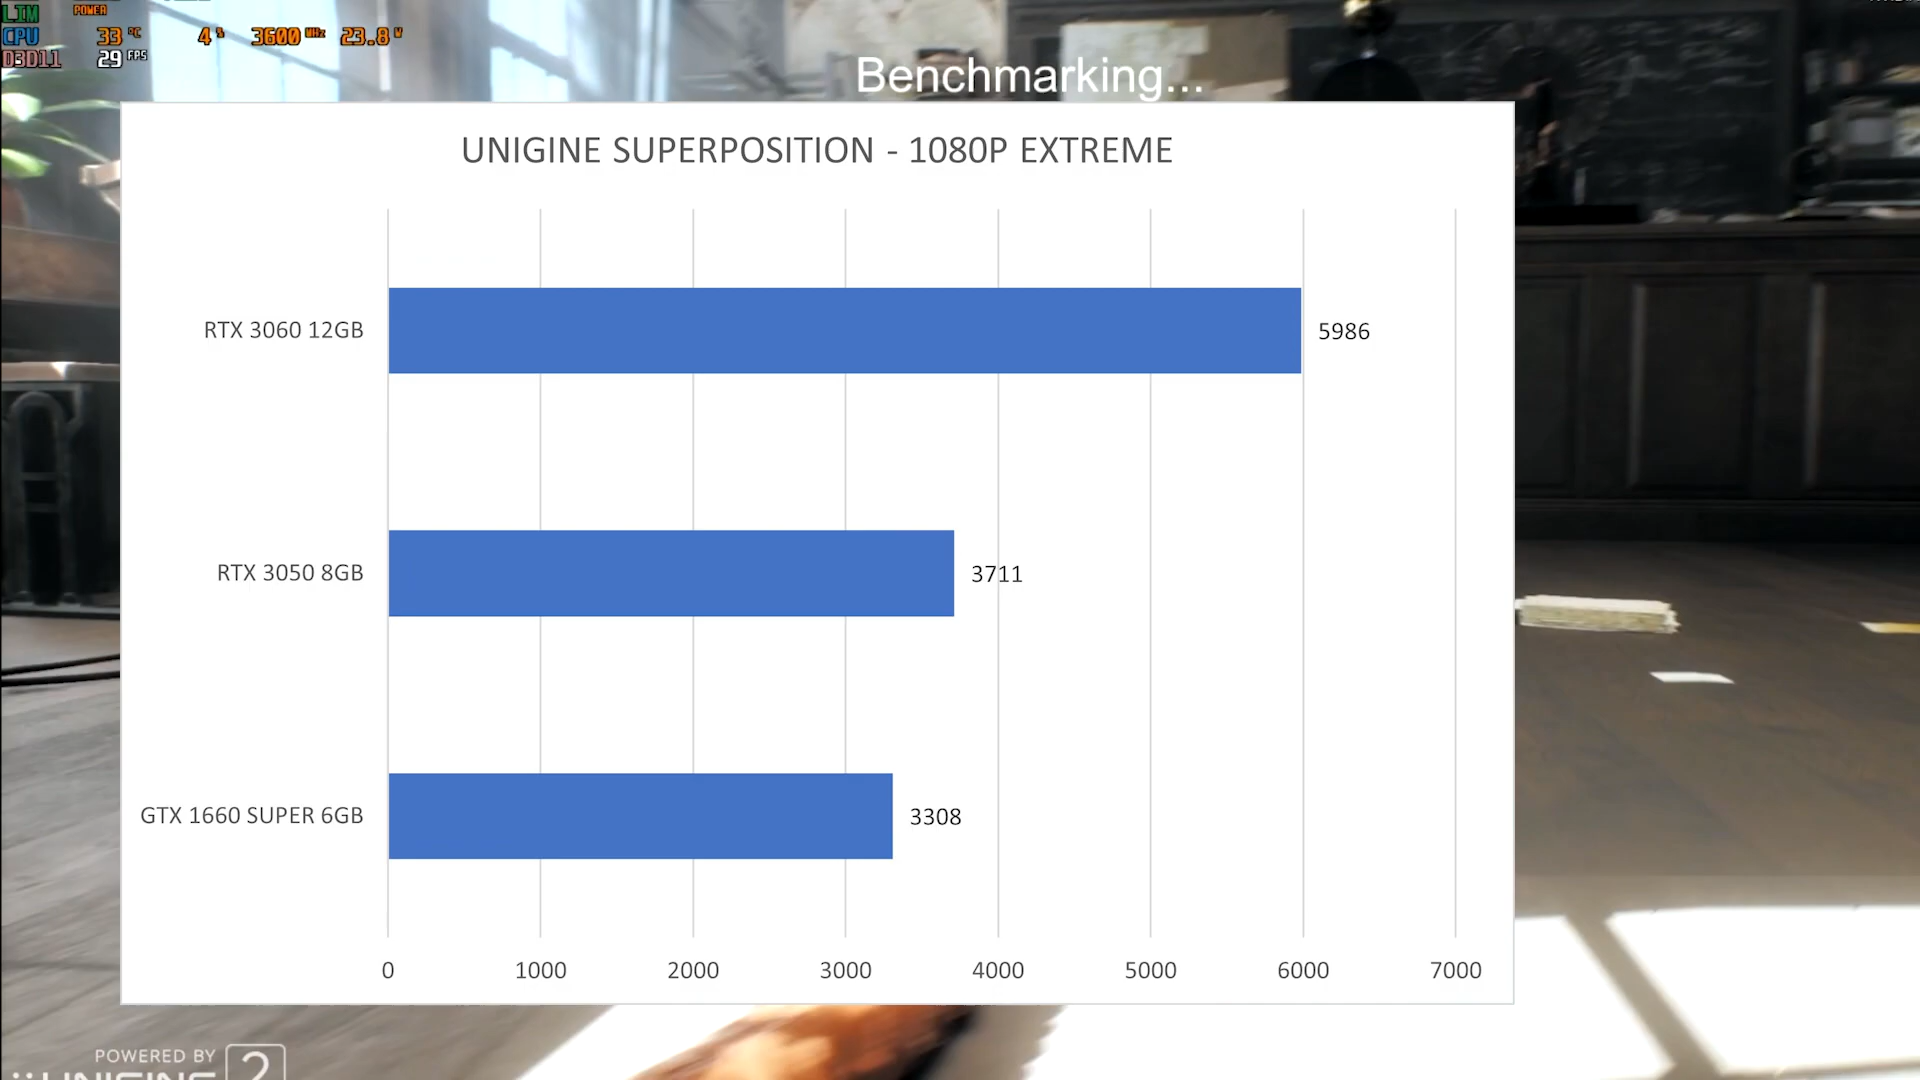 LIM POWER
CPU 33 °C 4 % 3600 MHz 23.8 W
D3D11 29 FPS
Benchmarking...
UNIGINE SUPERPOSITION - 1080P EXTREME
RTX 3060 12GB 5986
RTX 3050 8GB 3711
GTX 1660 SUPER 6GB 3308
0 1000 2000 3000 4000 5000 6000 7000
POWERED BY
UNIGINE 2